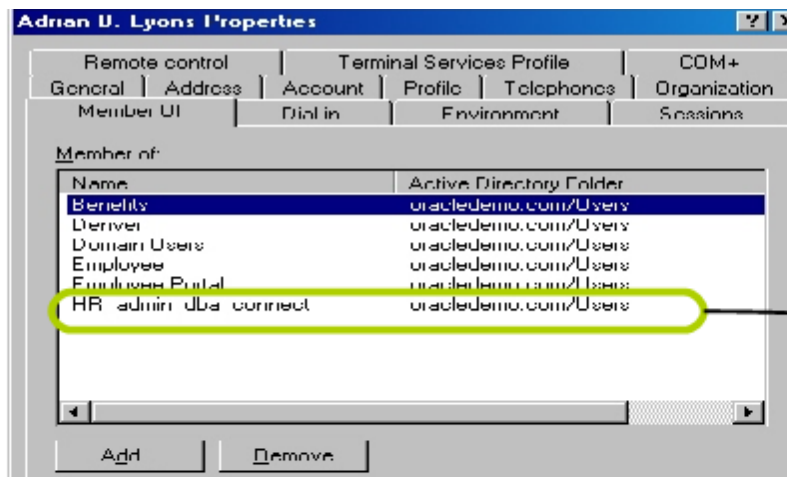 Adrian U. Lyons Properties
Remote control Terminal Services Profile COM+
General Address Account Profile Telephones Organization
Member Of Dial in Environment Sessions
Member of:
Name Active Directory Folder
Benefits oracledemo.com/Users
Denver oracledemo.com/Users
Domain Users oracledemo.com/Users
Employee oracledemo.com/Users
Employee Portal oracledemo.com/Users
HR_admin_dba_connect oracledemo.com/Users
Add Remove